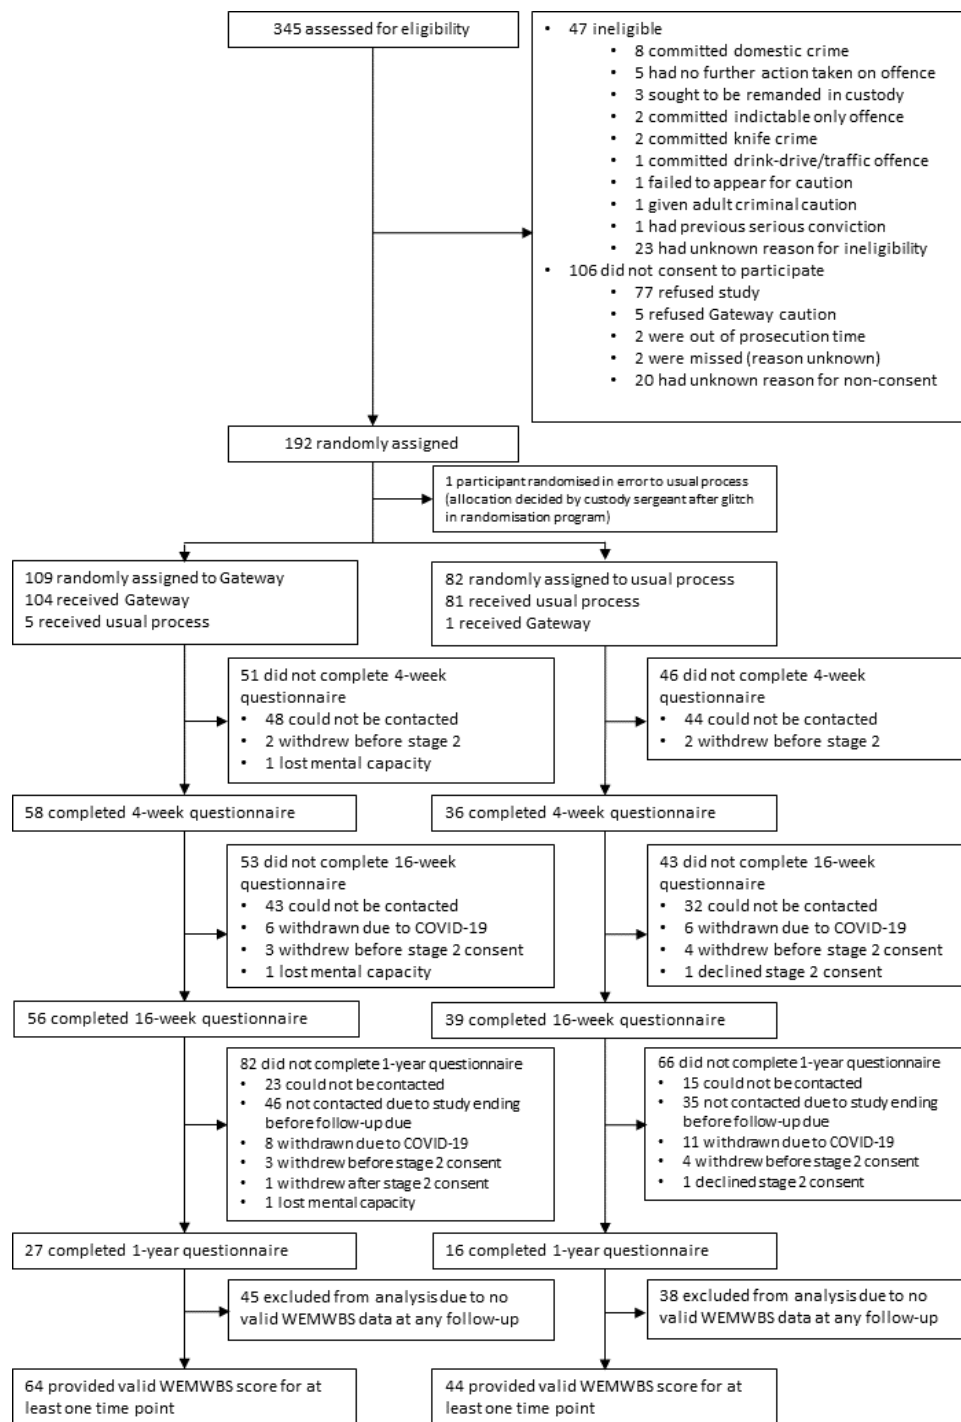 345 assessed for eligibility
• 47 ineligible
• 8 committed domestic crime
• 5 had no further action taken on offence
• 3 sought to be remanded in custody
• 2 committed indictable only offence
• 2 committed knife crime
• 1 committed drink-drive/traffic offence
• 1 failed to appear for caution
• 1 given adult criminal caution
• 1 had previous serious conviction
• 23 had unknown reason for ineligibility
• 106 did not consent to participate
• 77 refused study
• 5 refused Gateway caution
• 2 were out of prosecution time
• 2 were missed (reason unknown)
• 20 had unknown reason for non-consent
192 randomly assigned
1 participant randomised in error to usual process
(allocation decided by custody sergeant after glitch
in randomisation program)
109 randomly assigned to Gateway
104 received Gateway
5 received usual process
82 randomly assigned to usual process
81 received usual process
1 received Gateway
51 did not complete 4-week
questionnaire
• 48 could not be contacted
• 2 withdrew before stage 2
• 1 lost mental capacity
46 did not complete 4-week
questionnaire
• 44 could not be contacted
• 2 withdrew before stage 2
58 completed 4-week questionnaire
36 completed 4-week questionnaire
53 did not complete 16-week
questionnaire
• 43 could not be contacted
• 6 withdrawn due to COVID-19
• 3 withdrew before stage 2 consent
• 1 lost mental capacity
43 did not complete 16-week
questionnaire
• 32 could not be contacted
• 6 withdrawn due to COVID-19
• 4 withdrew before stage 2 consent
• 1 declined stage 2 consent
56 completed 16-week questionnaire
39 completed 16-week questionnaire
82 did not complete 1-year questionnaire
• 23 could not be contacted
• 46 not contacted due to study ending
before follow-up due
• 8 withdrawn due to COVID-19
• 3 withdrew before stage 2 consent
• 1 withdrew after stage 2 consent
• 1 lost mental capacity
66 did not complete 1-year questionnaire
• 15 could not be contacted
• 35 not contacted due to study ending
before follow-up due
• 11 withdrawn due to COVID-19
• 4 withdrew before stage 2 consent
• 1 declined stage 2 consent
27 completed 1-year questionnaire
16 completed 1-year questionnaire
45 excluded from analysis due to no
valid WEMWBS data at any follow-up
38 excluded from analysis due to no
valid WEMWBS data at any follow-up
64 provided valid WEMWBS score for at
least one time point
44 provided valid WEMWBS score for at
least one time point